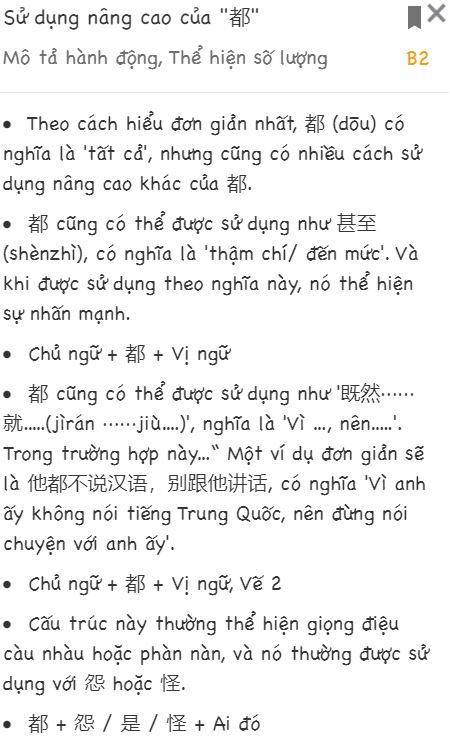 Sử dụng nâng cao của "都"
Mô tả hành động, Thể hiện số lượng B2
• Theo cách hiểu đơn giản nhất, 都 (dōu) có
nghĩa là 'tất cả', nhưng cũng có nhiều cách sử
dụng nâng cao khác của 都.
• 都 cũng có thể được sử dụng như 甚至
(shènzhì), có nghĩa là 'thậm chí/ đến mức'. Và
khi được sử dụng theo nghĩa này, nó thể hiện
sự nhấn mạnh.
• Chủ ngữ + 都 + Vị ngữ
• 都 cũng có thể được sử dụng như '既然……
就.....(jìrán ……jiù....)', nghĩa là 'Vì ..., nên.....'.
Trong trường hợp này...“ Một ví dụ đơn giản sẽ
là 他都不说汉语，别跟他讲话, có nghĩa 'Vì anh
ấy không nói tiếng Trung Quốc, nên đừng nói
chuyện với anh ấy'.
• Chủ ngữ + 都 + Vị ngữ, Vế 2
• Cấu trúc này thường thể hiện giọng điệu
càu nhàu hoặc phàn nàn, và nó thường được sử
dụng với 怨 hoặc 怪.
• 都 + 怨 / 是 / 怪 + Ai đó